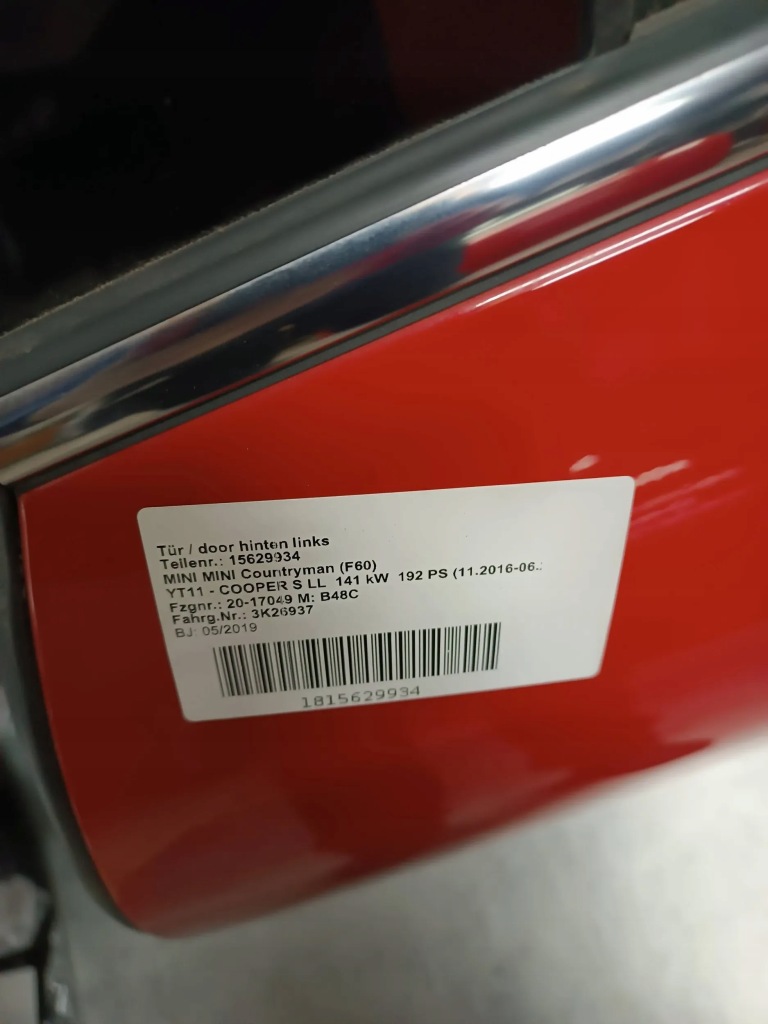 Tür / door hinten links
Teilenr.: 15629934
MINI MINI Countryman (F60)
YT11 - COOPER S LL 141 kW 192 PS (11.2016-06.:
Fzgnr.: 20-17049 M: B48C
Fahrg.Nr.: 3K26937
BJ: 05/2019
1815629934